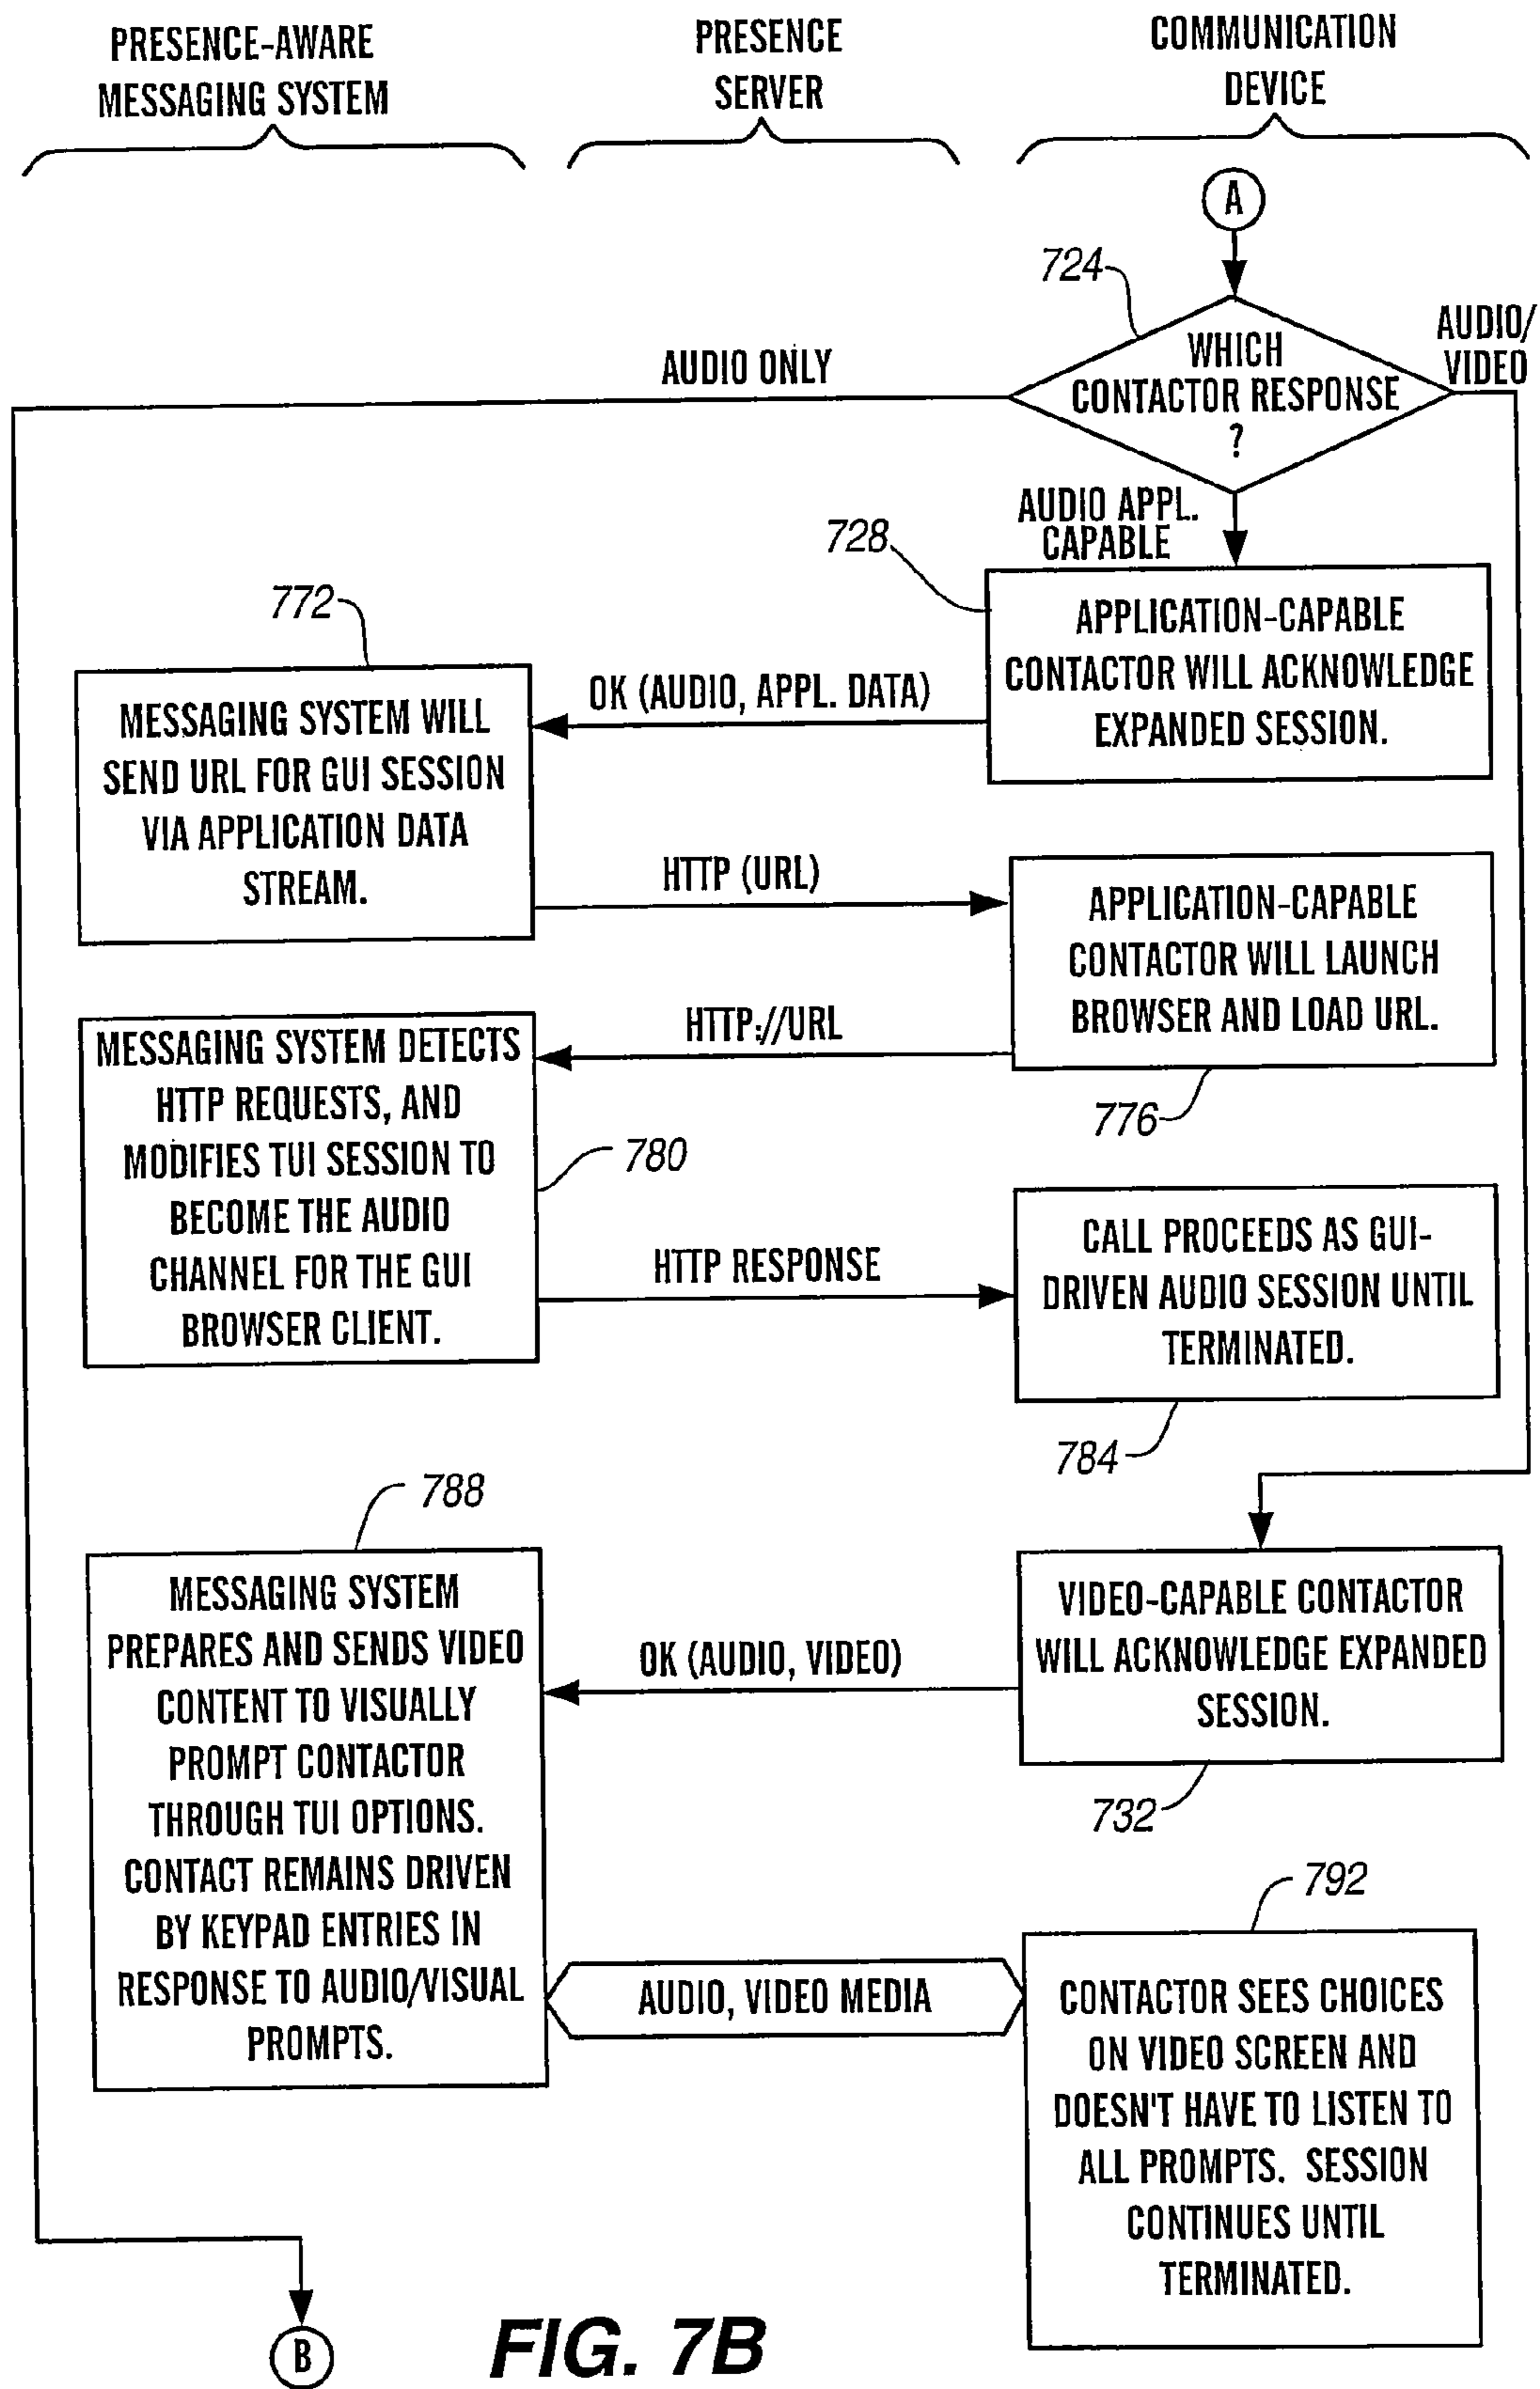 PRESENCE-AWARE
MESSAGING SYSTEM
PRESENCE
SERVER
COMMUNICATION
DEVICE
A
724
WHICH
CONTACTOR RESPONSE
?
AUDIO ONLY
AUDIO/
VIDEO
AUDIO APPL.
CAPABLE
728
APPLICATION-CAPABLE
CONTACTOR WILL ACKNOWLEDGE
EXPANDED SESSION.
OK (AUDIO, APPL. DATA)
772
MESSAGING SYSTEM WILL
SEND URL FOR GUI SESSION
VIA APPLICATION DATA
STREAM.
HTTP (URL)
APPLICATION-CAPABLE
CONTACTOR WILL LAUNCH
BROWSER AND LOAD URL.
776
HTTP://URL
MESSAGING SYSTEM DETECTS
HTTP REQUESTS, AND
MODIFIES TUI SESSION TO
BECOME THE AUDIO
CHANNEL FOR THE GUI
BROWSER CLIENT.
780
HTTP RESPONSE
CALL PROCEEDS AS GUI-
DRIVEN AUDIO SESSION UNTIL
TERMINATED.
784
VIDEO-CAPABLE CONTACTOR
WILL ACKNOWLEDGE EXPANDED
SESSION.
732
OK (AUDIO, VIDEO)
788
MESSAGING SYSTEM
PREPARES AND SENDS VIDEO
CONTENT TO VISUALLY
PROMPT CONTACTOR
THROUGH TUI OPTIONS.
CONTACT REMAINS DRIVEN
BY KEYPAD ENTRIES IN
RESPONSE TO AUDIO/VISUAL
PROMPTS.
AUDIO, VIDEO MEDIA
792
CONTACTOR SEES CHOICES
ON VIDEO SCREEN AND
DOESN'T HAVE TO LISTEN TO
ALL PROMPTS. SESSION
CONTINUES UNTIL
TERMINATED.
B
FIG. 7B